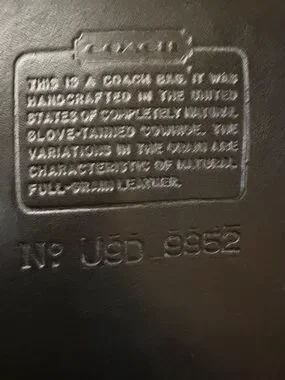 COACH
THIS IS A COACH BAG. IT WAS
HANDCRAFTED IN THE UNITED
STATES OF COMPLETELY NATURAL
GLOVE-TANNED COWHIDE. THE
VARIATIONS IN THE GRAIN ARE
CHARACTERISTIC OF NATURAL
FULL-GRAIN LEATHER.
Nº U9D-9952